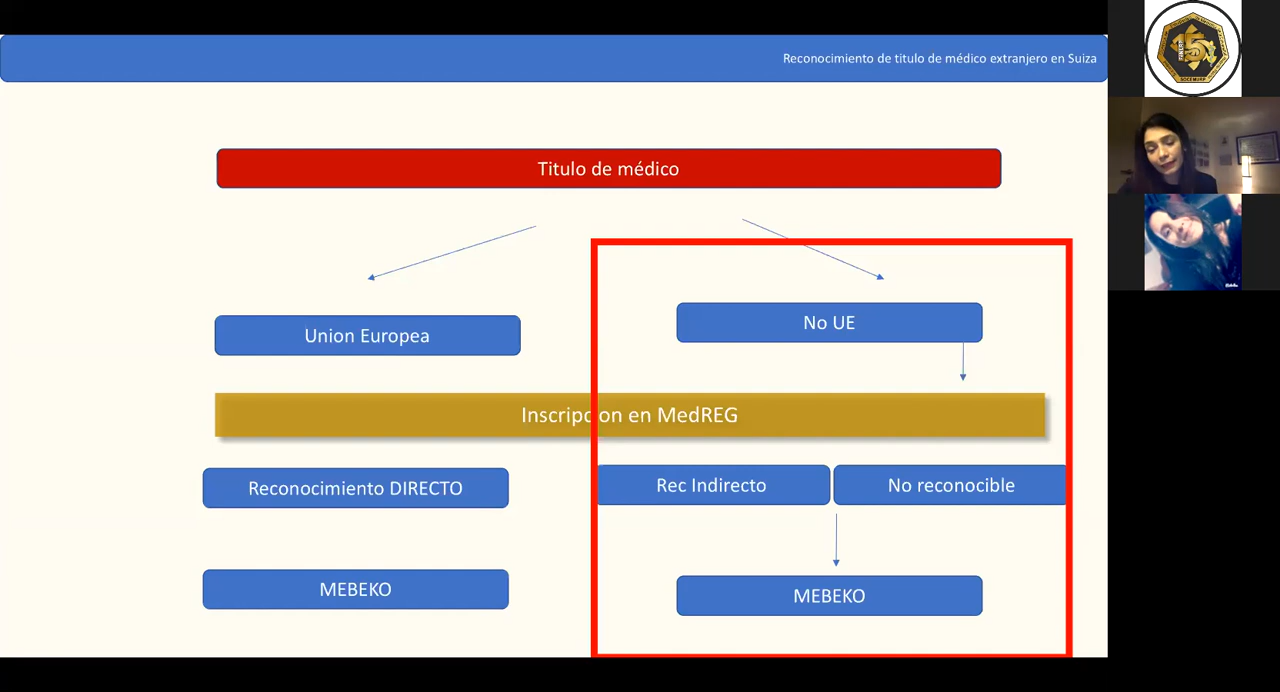 Reconocimiento de titulo de médico extranjero en Suiza
Titulo de médico
Union Europea
No UE
Inscripcion en MedREG
Reconocimiento DIRECTO
Rec Indirecto
No reconocible
MEBEKO
MEBEKO